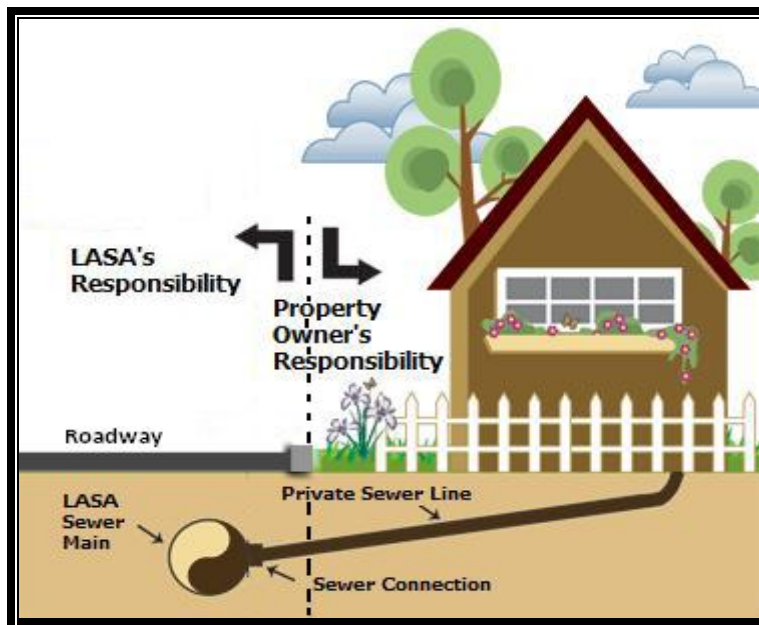 LASA's
Responsibility
Property
Owner's
Responsibility
Roadway
LASA
Sewer
Main
Private Sewer Line
Sewer Connection